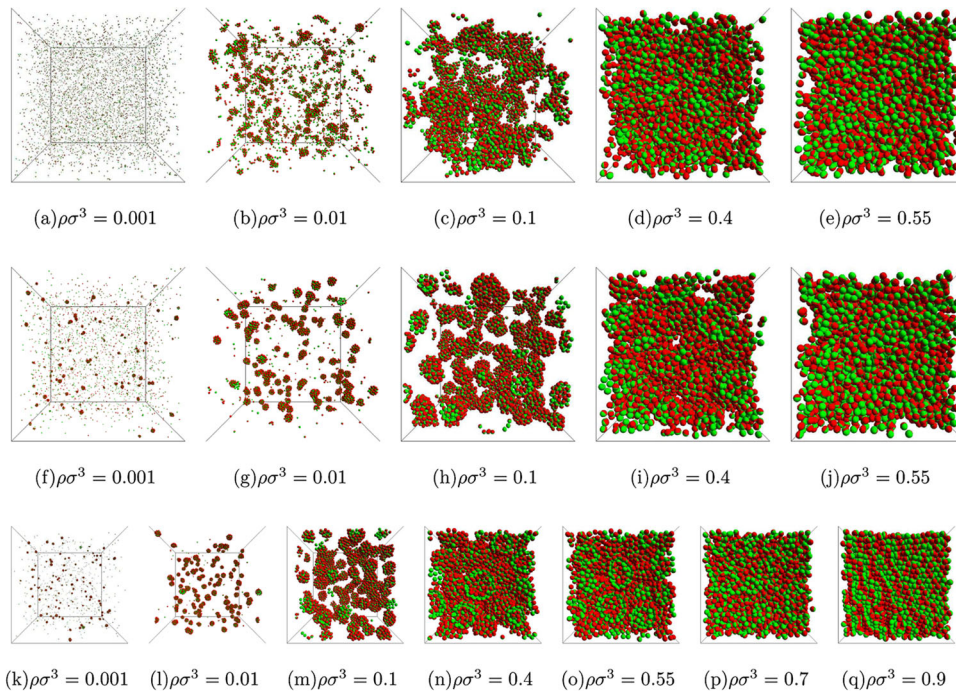 (a)ρσ³ = 0.001 (b)ρσ³ = 0.01 (c)ρσ³ = 0.1 (d)ρσ³ = 0.4 (e)ρσ³ = 0.55
(f)ρσ³ = 0.001 (g)ρσ³ = 0.01 (h)ρσ³ = 0.1 (i)ρσ³ = 0.4 (j)ρσ³ = 0.55
(k)ρσ³ = 0.001 (l)ρσ³ = 0.01 (m)ρσ³ = 0.1 (n)ρσ³ = 0.4 (o)ρσ³ = 0.55 (p)ρσ³ = 0.7 (q)ρσ³ = 0.9